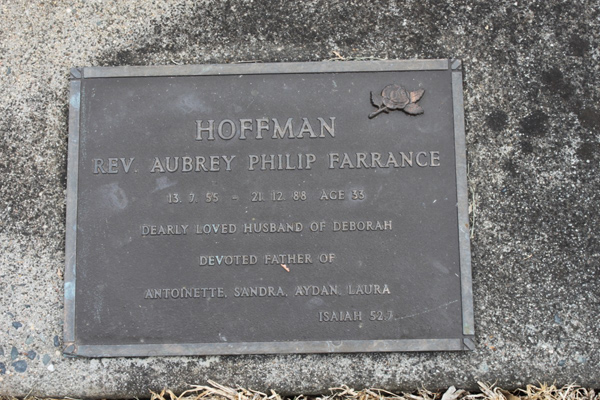 HOFFMAN
REV. AUBREY PHILIP FARRANCE
13. 7. 55 - 21. 12. 88 AGE 33
DEARLY LOVED HUSBAND OF DEBORAH
DEVOTED FATHER OF
ANTOINETTE, SANDRA, AYDAN, LAURA
ISAIAH 52,7.